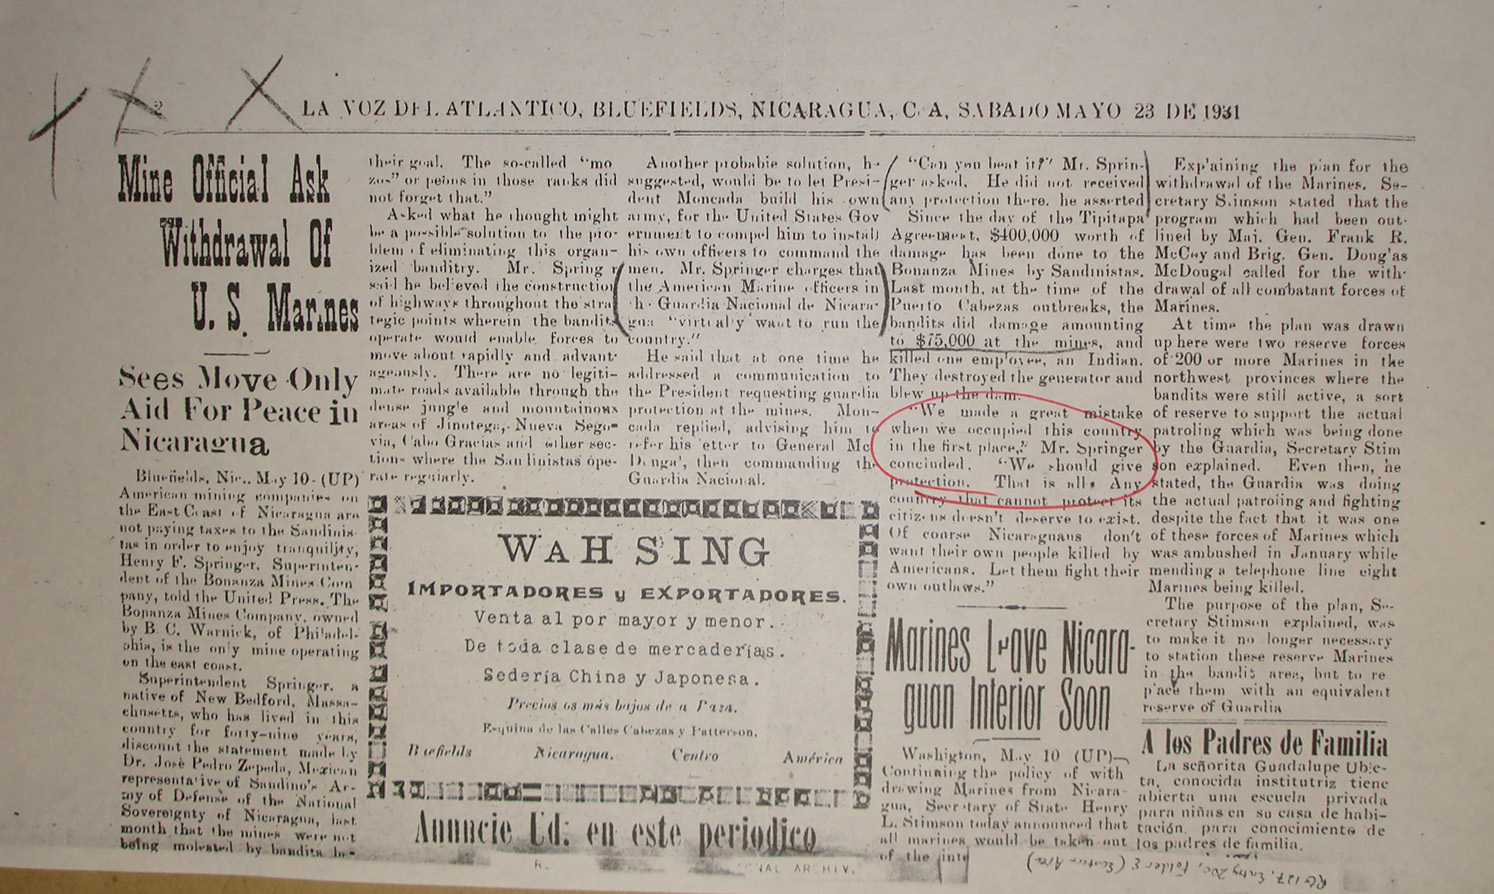 2
LA VOZ DEL ATLANTICO, BLUEFIELDS, NICARAGUA, C. A, SABADO MAYO 23 DE 1931
Mine Official Ask
Withdrawal Of
U. S. Marines
Sees Move Only
Aid For Peace in
Nicaragua
Bluefields, Nic., May 10-(UP)
American mining companies on
the East Coast of Nicaragua are
not paying taxes to the Sandinis-
tas in order to enjoy tranquility,
Henry F. Springer, Superinten-
dent of the Bonanza Mines Com
pany, told the United Press. The
Bonanza Mines Company, owned
by B. C. Warnick, of Philadel-
phia, is the only mine operating
on the east coast.
Superintendent Springer, a
native of New Bedford, Massa-
chusetts, who has lived in this
country for forty-nine years,
discount the statement made by
Dr. José Pedro Zepeda, Mexican
representative of Sandino's Ar-
my of Defense of the National
Sovereignty of Nicaragua, last
month that the mines were not
being molested by bandits be-
their goal. The so-called "mo
zos" or peons in those ranks did
not forget that."
Asked what he thought might
be a possible solution to the pro-
blem of eliminating this organ-
ized banditry. Mr. Springer
said he believed the construction
of highways throughout the stra
tegic points wherein the bandits
operate would enable forces to
move about rapidly and advant-
ageously. There are no legiti-
mate roads available through the
dense jungle and mountainous
areas of Jinotega, Nueva Sego-
via, Cabo Gracias and other sec-
tions where the Sandinistas ope-
rate regularly.
Another probable solution, he
suggested, would be to let Presi-
dent Moncada build his own
army, for the United States Gov
ernment to compel him to install
his own officers to command the
men. Mr. Springer charges that
the American Marine officers in
the Guardia Nacional de Nicara-
gua "virtually want to run the
country."
He said that at one time he
addressed a communication to
the President requesting guardia
protection at the mines. Mon-
cada replied, advising him to
refer his letter to General Mc
Dougal, then commanding the
Guardia Nacional.
WAH SING
IMPORTADORES y EXPORTADORES.
Venta al por mayor y menor.
De toda clase de mercaderías.
Sedería China y Japonesa.
Precios os más bajos de a Plaza.
Esquina de las Calles Cabezas y Patterson.
Bluefields Nicaragua. Centro América
Anuncie Ud. en este periodico
"Can you beat it?" Mr. Sprin-
ger asked. He did not received
any protection there, he asserted
Since the day of the Tipitapa
Agreement, $400,000 worth of
damage has been done to the
Bonanza Mines by Sandinistas.
Last month, at the time of the
Puerto Cabezas outbreaks, the
bandits did damage amounting
to $75,000 at the mines, and
killed one employee, an Indian.
They destroyed the generator and
blew up the dam.
"We made a great mistake
when we occupied this country
in the first place," Mr. Springer
concinded. "We should give
protection. That is all. Any
country that cannot protect its
citizens doesn't deserve to exist.
Of course Nicaraguans don't
want their own people killed by
Americans. Let them fight their
own outlaws."
Marines Leave Nicara-
guan Interior Soon
Washington, May 10 (UP)-
Continuing the policy of with
drawing Marines from Nicara-
gua, Secretary of State Henry
L. Stimson today announced that
all marines would be taken out
of the inte
Explaining the plan for the
withdrawal of the Marines. Se-
cretary Stimson stated that the
program which had been out-
lined by Maj. Gen. Frank R.
McCoy and Brig. Gen. Doug'as
McDougal called for the with-
drawal of all combatant forces of
Marines.
At time the plan was drawn
up here were two reserve forces
of 200 or more Marines in the
northwest provinces where the
bandits were still active, a sort
of reserve to support the actual
patroling which was being done
by the Guardia, Secretary Stim
son explained. Even then, he
stated, the Guardia was doing
the actual patroling and fighting
despite the fact that it was one
of these forces of Marines which
was ambushed in January while
mending a telephone line eight
Marines being killed.
The purpose of the plan, Se-
cretary Stimson explained, was
to make it no longer necessary
to station these reserve Marines
in the bandit area, but to re
place them with an equivalent
reserve of Guardia
A los Padres de Familia
La señorita Guadalupe Ubie-
ta, conocida institutriz tiene
abierta una escuela privada
para niñas en su casa de habi-
tación, para conocimiento de
los padres de familia.
RG 127, Entry 206, Folder 2 (Eastern Area)